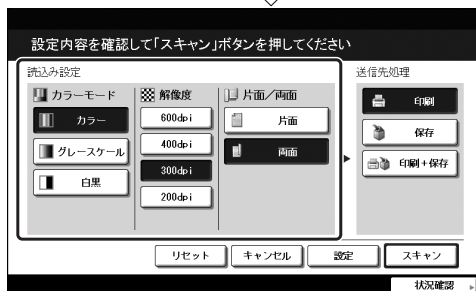 設定内容を確認して「スキャン」ボタンを押してください
読込み設定
送信先処理
カラーモード
カラー
グレースケール
白黒
解像度
600dpi
400dpi
300dpi
200dpi
片面/両面
片面
両面
印刷
保存
印刷+保存
リセット
キャンセル
設定
スキャン
状況確認